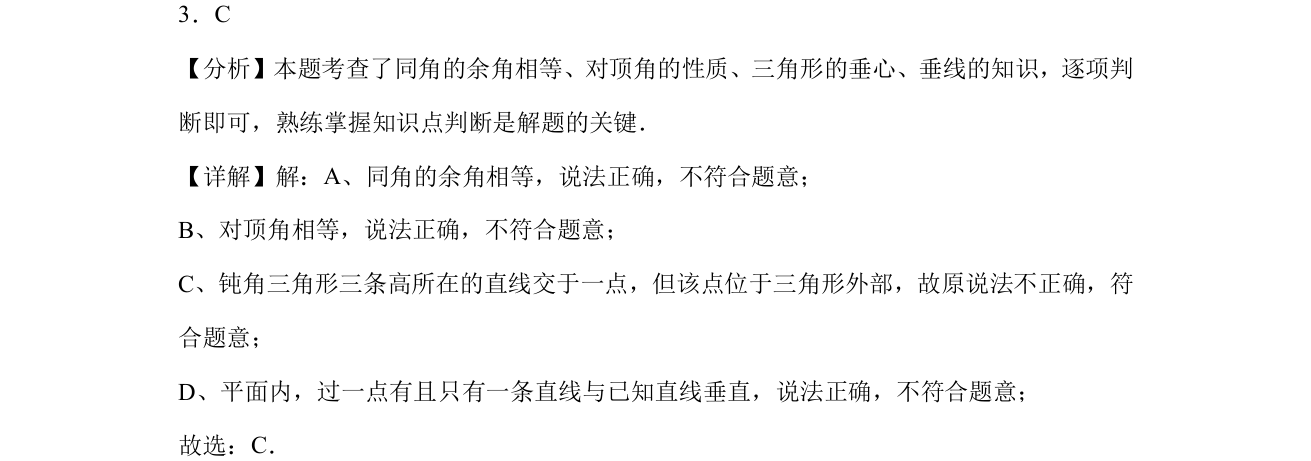 3．C
【分析】本题考查了同角的余角相等、对顶角的性质、三角形的垂心、垂线的知识，逐项判
断即可，熟练掌握知识点判断是解题的关键．
【详解】解：A、同角的余角相等，说法正确，不符合题意；
B、对顶角相等，说法正确，不符合题意；
C、钝角三角形三条高所在的直线交于一点，但该点位于三角形外部，故原说法不正确，符
合题意；
D、平面内，过一点有且只有一条直线与已知直线垂直，说法正确，不符合题意；
故选：C．